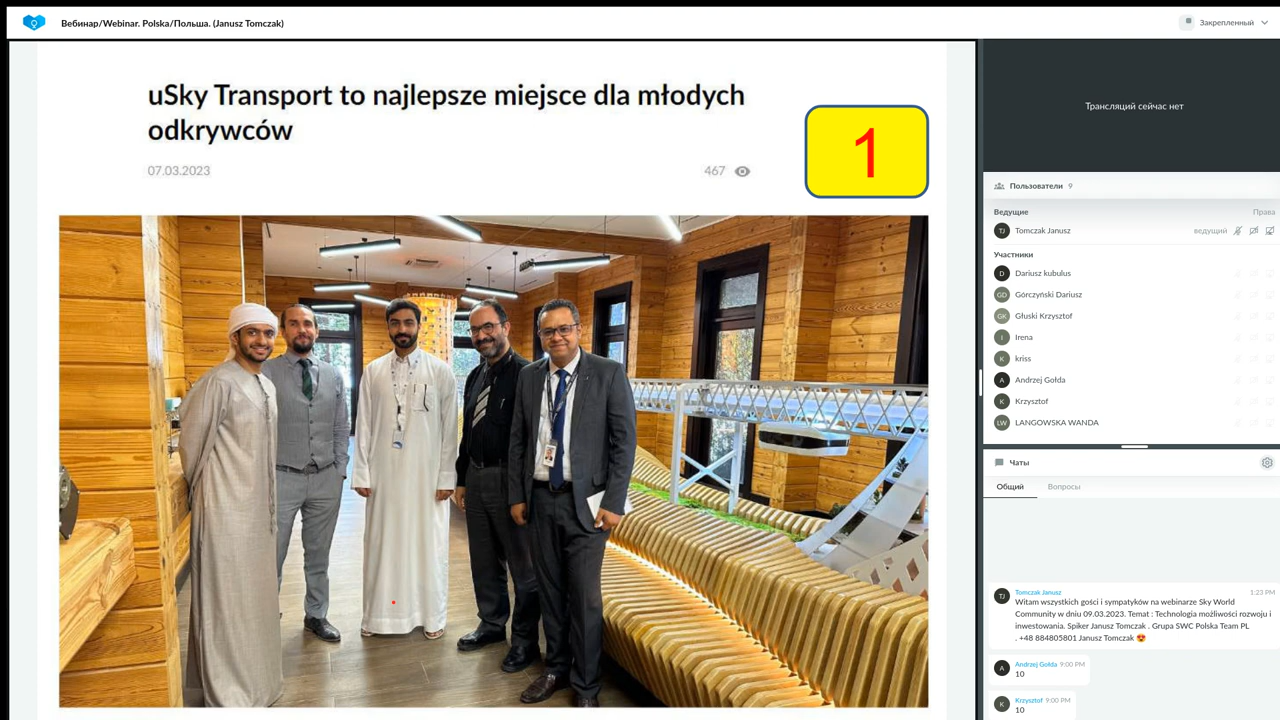 Вебинар/Webinar. Polska/Польша. (Janusz Tomczak)
Закрепленный
uSky Transport to najlepsze miejsce dla młodych
odkrywców
07.03.2023
467
1
Трансляций сейчас нет
Пользователи 9
Ведущие
Права
TJ Tomczak Janusz
ведущий
Участники
D Dariusz kubulus
GD Górczyński Dariusz
GK Głuski Krzysztof
I Irena
K kriss
A Andrzej Gołda
K Krzysztof
LW LANGOWSKA WANDA
Чаты
Общий
Вопросы
TJ Tomczak Janusz 1:23 PM
Witam wszystkich gości i sympatyków na webinarze Sky World
Community w dniu 09.03.2023. Temat : Technologia możliwości rozwoju i
inwestowania. Spiker Janusz Tomczak . Grupa SWC Polska Team PL
. +48 884805801 Janusz Tomczak 😍
A Andrzej Gołda 9:00 PM
10
K Krzysztof 9:00 PM
10